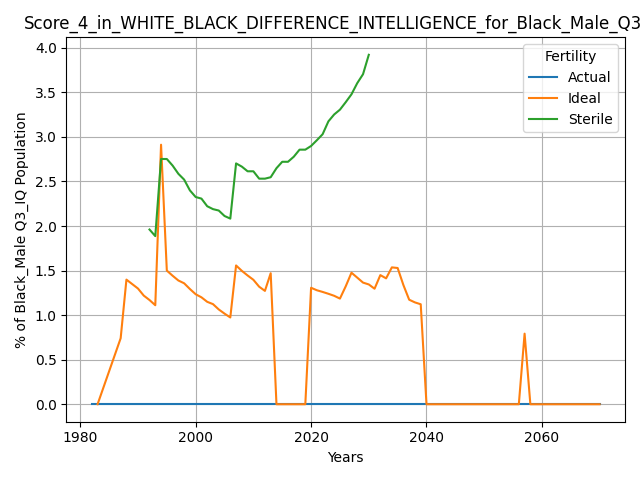 Score_4_in_WHITE_BLACK_DIFFERENCE_INTELLIGENCE_for_Black_Male_Q3
Fertility
Actual
Ideal
Sterile
% of Black_Male Q3_IQ Population
4.0
3.5
3.0
2.5
2.0
1.5
1.0
0.5
0.0
1980
2000
2020
2040
2060
Years